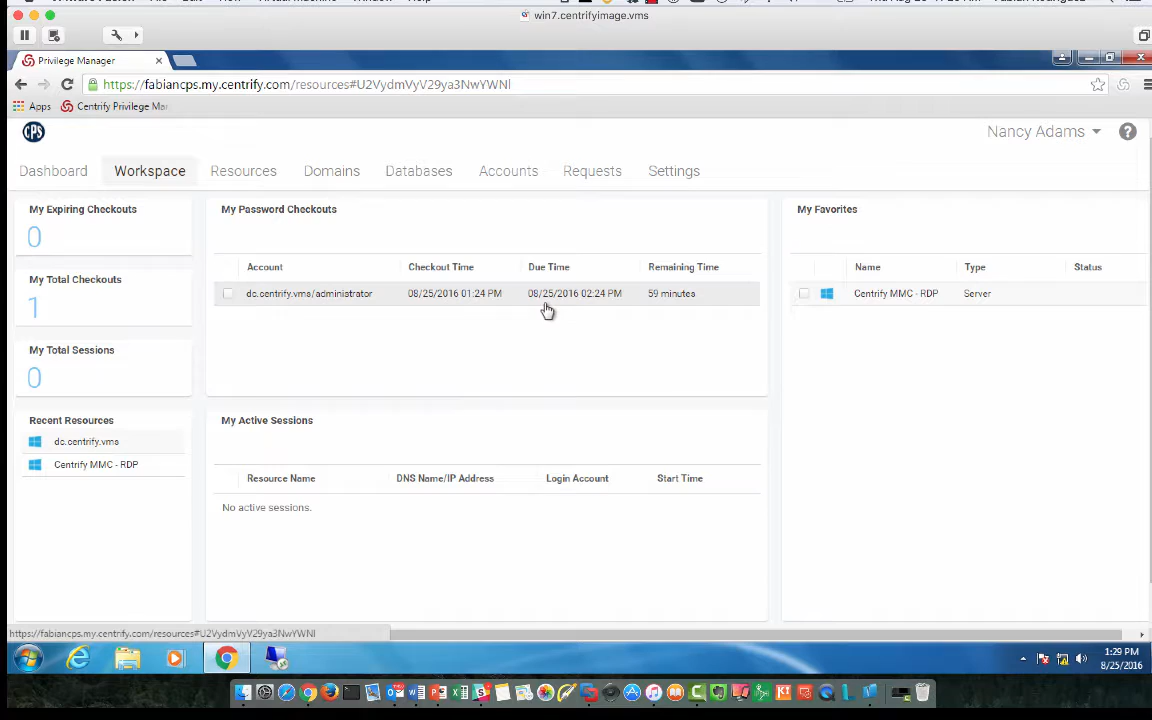 win7.centrifyimage.vms
Privilege Manager
https://fabiancps.my.centrify.com/resources#U2VydmVyV29ya3NwYWNl
Apps Centrify Privilege Ma
CPS
Nancy Adams
Dashboard Workspace Resources Domains Databases Accounts Requests Settings
My Expiring Checkouts
0
My Total Checkouts
1
My Total Sessions
0
Recent Resources
dc.centrify.vms
Centrify MMC - RDP
My Password Checkouts
Account Checkout Time Due Time Remaining Time
dc.centrify.vms/administrator 08/25/2016 01:24 PM 08/25/2016 02:24 PM 59 minutes
My Active Sessions
Resource Name DNS Name/IP Address Login Account Start Time
No active sessions.
My Favorites
Name Type Status
Centrify MMC - RDP Server
https://fabiancps.my.centrify.com/resources#U2VydmVyV29ya3NwYWNl
1:29 PM
8/25/2016